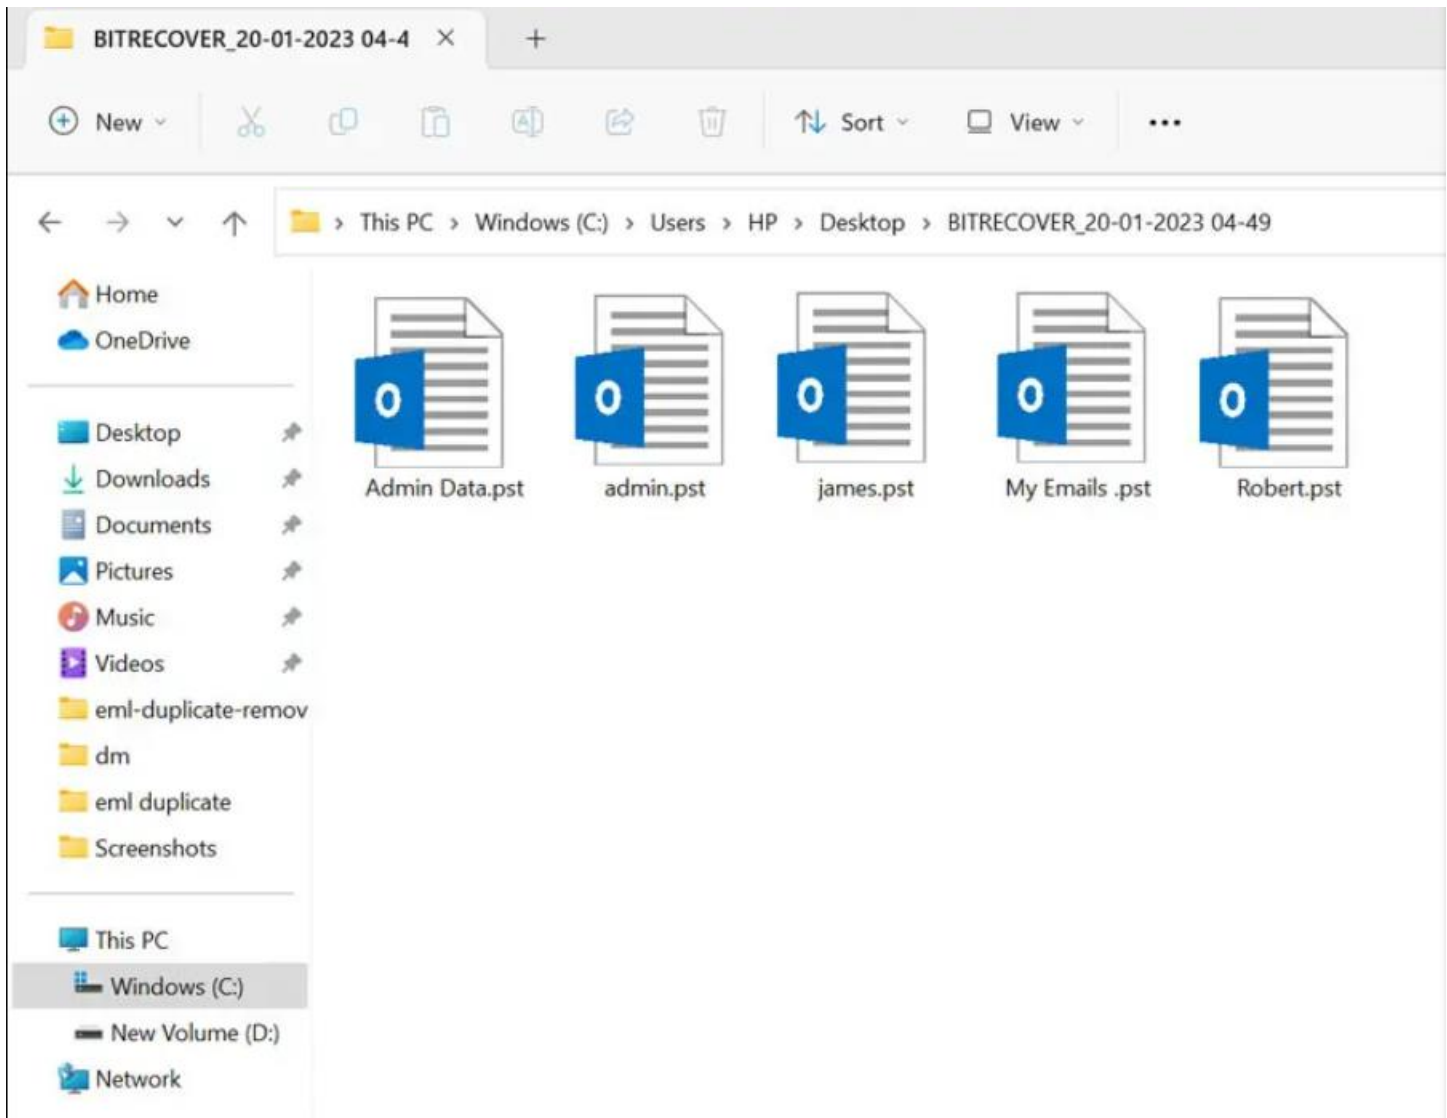 BITRECOVER_20-01-2023 04-4
New
Sort
View
This PC > Windows (C:) > Users > HP > Desktop > BITRECOVER_20-01-2023 04-49
Home
OneDrive
Desktop
Downloads
Documents
Pictures
Music
Videos
eml-duplicate-remov
dm
eml duplicate
Screenshots
This PC
Windows (C:)
New Volume (D:)
Network
Admin Data.pst
admin.pst
james.pst
My Emails .pst
Robert.pst